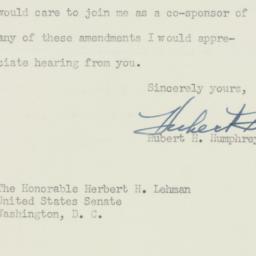 would care to join me as a co-sponsor of
any of these amendments I would appre-
ciate hearing from you.
Sincerely yours,
Hubert
Hubert H. Humphrey
The Honorable Herbert H. Lehman
United States Senate
Washington, D. C.